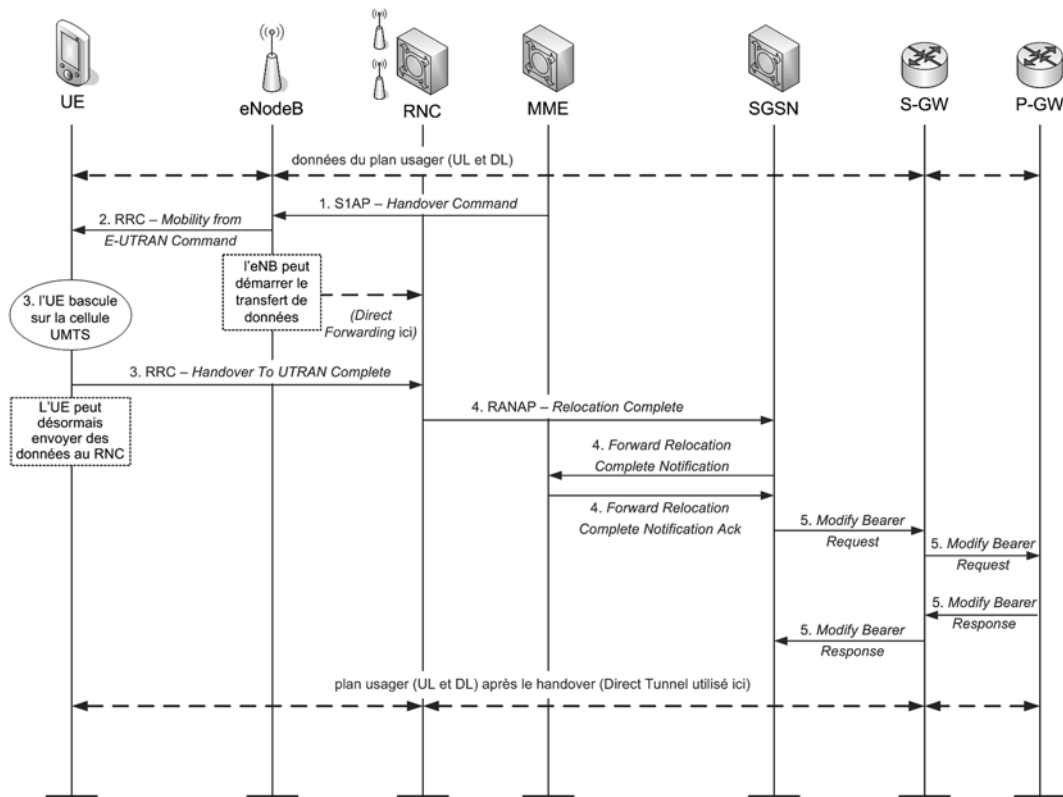 UE
eNodeB
RNC
MME
SGSN
S-GW
P-GW
données du plan usager (UL et DL)
1. S1AP – Handover Command
2. RRC – Mobility from
E-UTRAN Command
l'eNB peut
démarrer le
transfert de
données
(Direct
Forwarding ici)
3. l'UE bascule
sur la cellule
UMTS
3. RRC – Handover To UTRAN Complete
L'UE peut
désormais
envoyer des
données au RNC
4. RANAP – Relocation Complete
4. Forward Relocation
Complete Notification
4. Forward Relocation
Complete Notification Ack
5. Modify Bearer
Request
5. Modify Bearer
Request
5. Modify Bearer
Response
5. Modify Bearer
Response
plan usager (UL et DL) après le handover (Direct Tunnel utilisé ici)